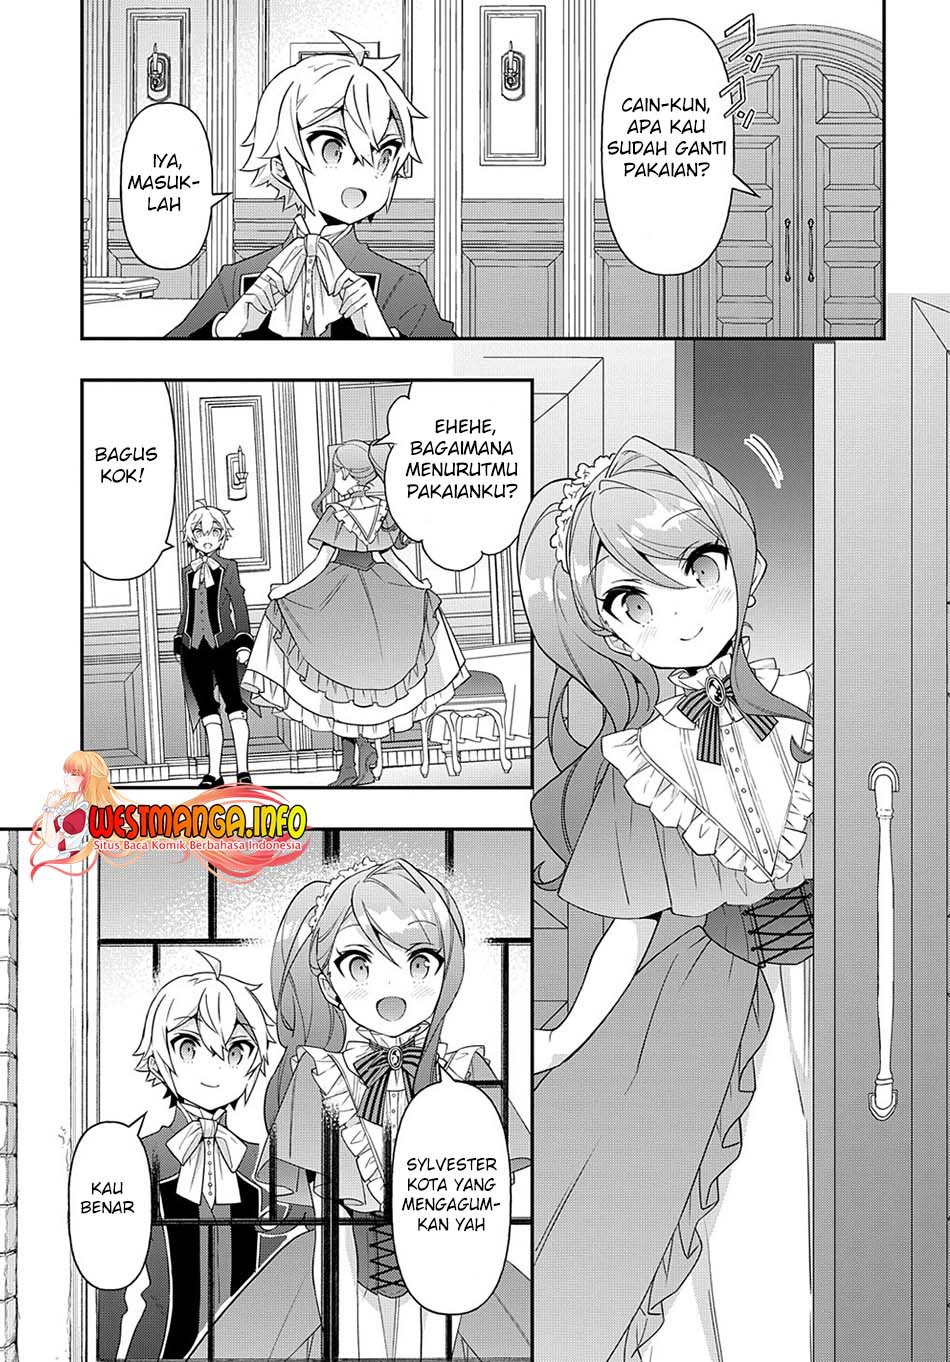 CAIN-KUN,
APA KAU
SUDAH GANTI
PAKAIAN?
IYA,
MASUK-
LAH
EHEHE,
BAGAIMANA
MENURUTMU
PAKAIANKU?
BAGUS
KOK!
WESTMANGA.INFO
Situs Baca Komik Berbahasa Indonesia
SYLVESTER
KOTA YANG
MENGAGUM-
KAN YAH
KAU
BENAR